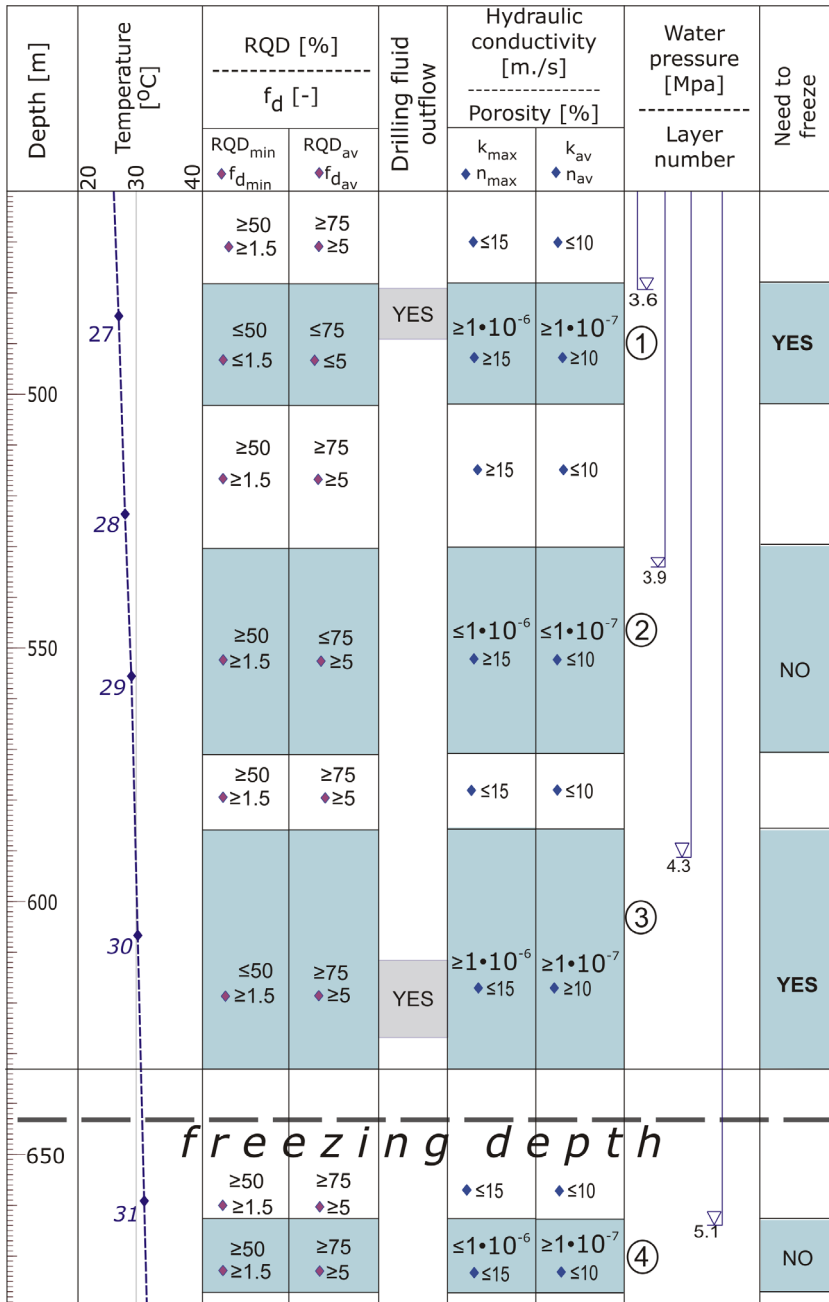 Depth [m]
Temperature
[⁰C]
20
30
40
RQD [%]
f_d [-]
RQD_min
f_d_min
RQD_av
f_d_av
Drilling fluid
outflow
Hydraulic
conductivity
[m./s]
Porosity [%]
k_max
n_max
k_av
n_av
Water
pressure
[Mpa]
Layer
number
Need to
freeze
≥50
≥1.5
≥75
≥5
≤15
≤10
3.6
27
≤50
≤1.5
≤75
≤5
YES
≥1•10⁻⁶
≥15
≥1•10⁻⁷
≥10
1
YES
500
≥50
≥1.5
≥75
≥5
≥15
≤10
28
3.9
550
29
≥50
≥1.5
≤75
≥5
≤1•10⁻⁶
≥15
≤1•10⁻⁷
≤10
2
NO
≥50
≥1.5
≥75
≥5
≤15
≤10
4.3
600
30
≤50
≥1.5
≥75
≥5
YES
≥1•10⁻⁶
≤15
≥1•10⁻⁷
≥10
3
YES
freezing depth
650
31
≥50
≥1.5
≥75
≥5
≤15
≤10
5.1
≥50
≥1.5
≥75
≥5
≤1•10⁻⁶
≤15
≥1•10⁻⁷
≤10
4
NO